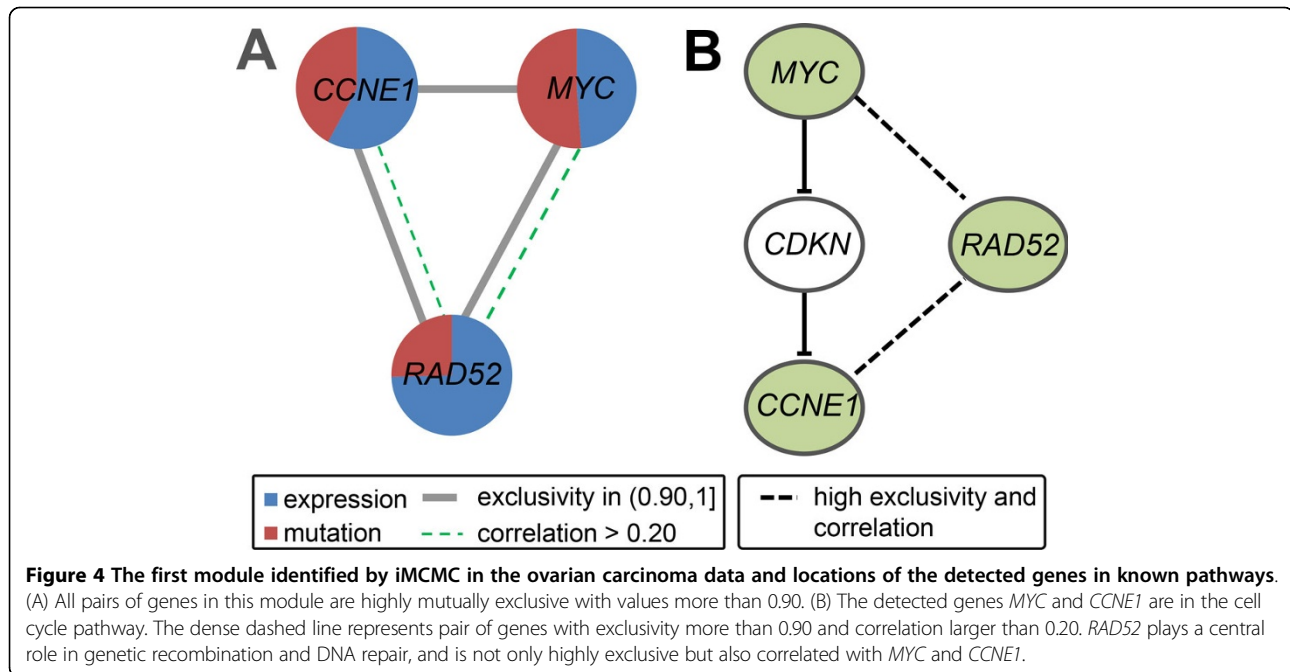 A
B
CCNE1
MYC
RAD52
MYC
CDKN
RAD52
CCNE1
expression
exclusivity in (0.90,1]
mutation
correlation > 0.20
high exclusivity and
correlation
Figure 4 The first module identified by iMCMC in the ovarian carcinoma data and locations of the detected genes in known pathways.
(A) All pairs of genes in this module are highly mutually exclusive with values more than 0.90. (B) The detected genes MYC and CCNE1 are in the cell
cycle pathway. The dense dashed line represents pair of genes with exclusivity more than 0.90 and correlation larger than 0.20. RAD52 plays a central
role in genetic recombination and DNA repair, and is not only highly exclusive but also correlated with MYC and CCNE1.